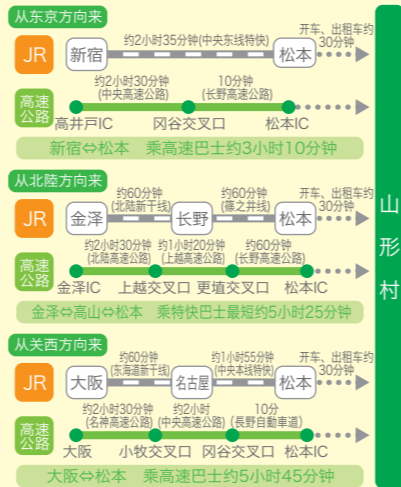 从东京方向来
JR
新宿
约2小时35分钟(中央东线特快)
松本
开车、出租车约
30分钟
高速
公路
约2小时30分钟
(中央高速公路)
10分钟
(长野高速公路)
高井戸IC
冈谷交叉口
松本IC
新宿⇔松本 乘高速巴士约3小时10分钟
从北陸方向来
JR
金泽
约60分钟
(北陆新干线)
长野
约60分钟
(篠之井线)
松本
开车、出租车约
30分钟
高速
公路
约2小时30分钟
(北陆高速公路)
约1小时20分钟
(上越高速公路)
约60分钟
(长野高速公路)
金泽IC
上越交叉口
更埴交叉口
松本IC
金泽⇔高山⇔松本 乘特快巴士最短约5小时25分钟
从关西方向来
JR
大阪
约60分钟
(东海道新干线)
名古屋
约1小时55分钟
(中央本线特快)
松本
开车、出租车约
30分钟
高速
公路
约2小时30分钟
(名神高速公路)
约2小时
(中央高速公路)
10分
(長野自動車道)
大阪
小牧交叉口
冈谷交叉口
松本IC
大阪⇔松本 乘高速巴士约5小时45分钟
山形村